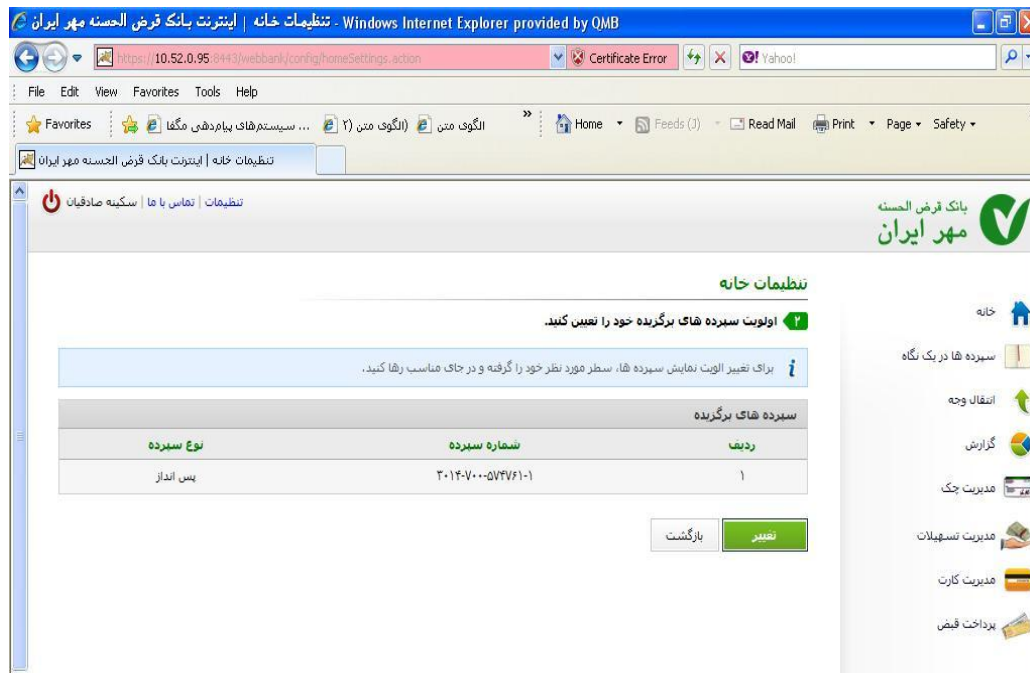 تنظیمات خانه | اینترنت بانک قرض الحسنه مهر ایران - Windows Internet Explorer provided by QMB
https://10.52.0.95:8443/webbank/config/homeSettings.action
Certificate Error
Yahoo!
File Edit View Favorites Tools Help
Favorites
سیستم‌های پیام‌دهی مگفا ...
الگوی متن (۲)
الگوی متن
»
Home Feeds (J) Read Mail Print Page Safety
تنظیمات خانه | اینترنت بانک قرض الحسنه مهر ایران
تنظیمات | تماس با ما | سکینه صادقیان
بانک قرض الحسنه
مهر ایران
خانه
سپرده ها در یک نگاه
انتقال وجه
گزارش
مدیریت چک
مدیریت تسهیلات
مدیریت کارت
پرداخت قبض
تنظیمات خانه
۲ اولویت سپرده های برگزیده خود را تعیین کنید.
برای تغییر الویت نمایش سپرده ها، سطر مورد نظر خود را گرفته و در جای مناسب رها کنید.
سپرده های برگزیده
ردیف شماره سپرده نوع سپرده
۱ ۳۰۱۴-۷۰۰-۵۷۴۷۶۱-۱ پس انداز
تغییر بازگشت